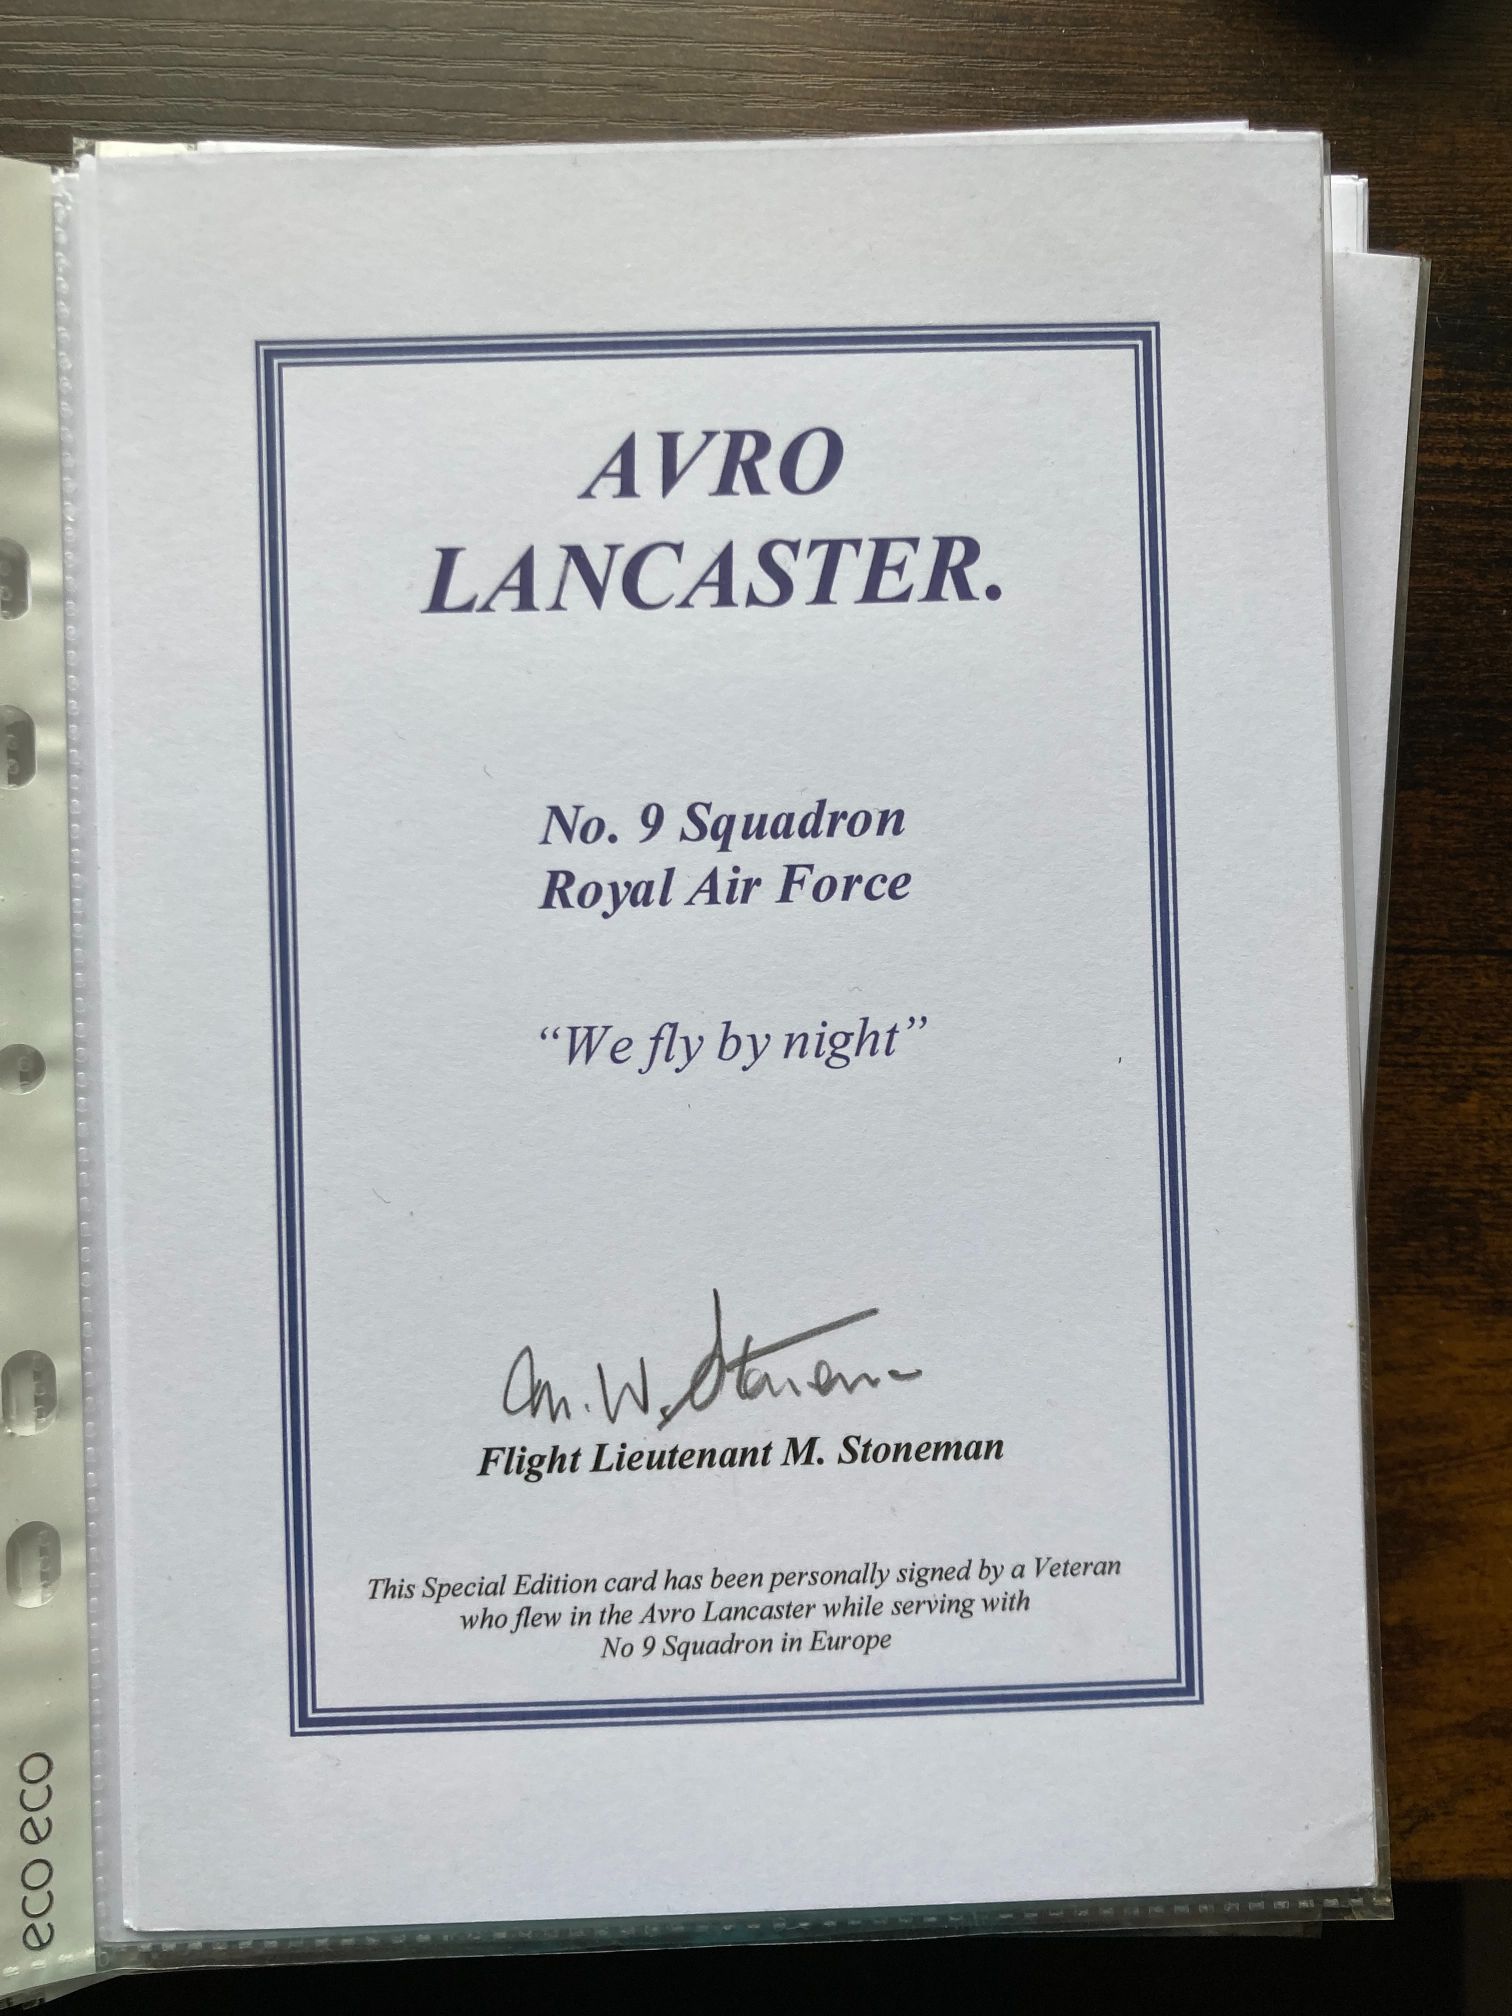 AVRO
LANCASTER.
No. 9 Squadron
Royal Air Force
“We fly by night”
M. W. Stoneman
Flight Lieutenant M. Stoneman
This Special Edition card has been personally signed by a Veteran
who flew in the Avro Lancaster while serving with
No 9 Squadron in Europe
eco eco